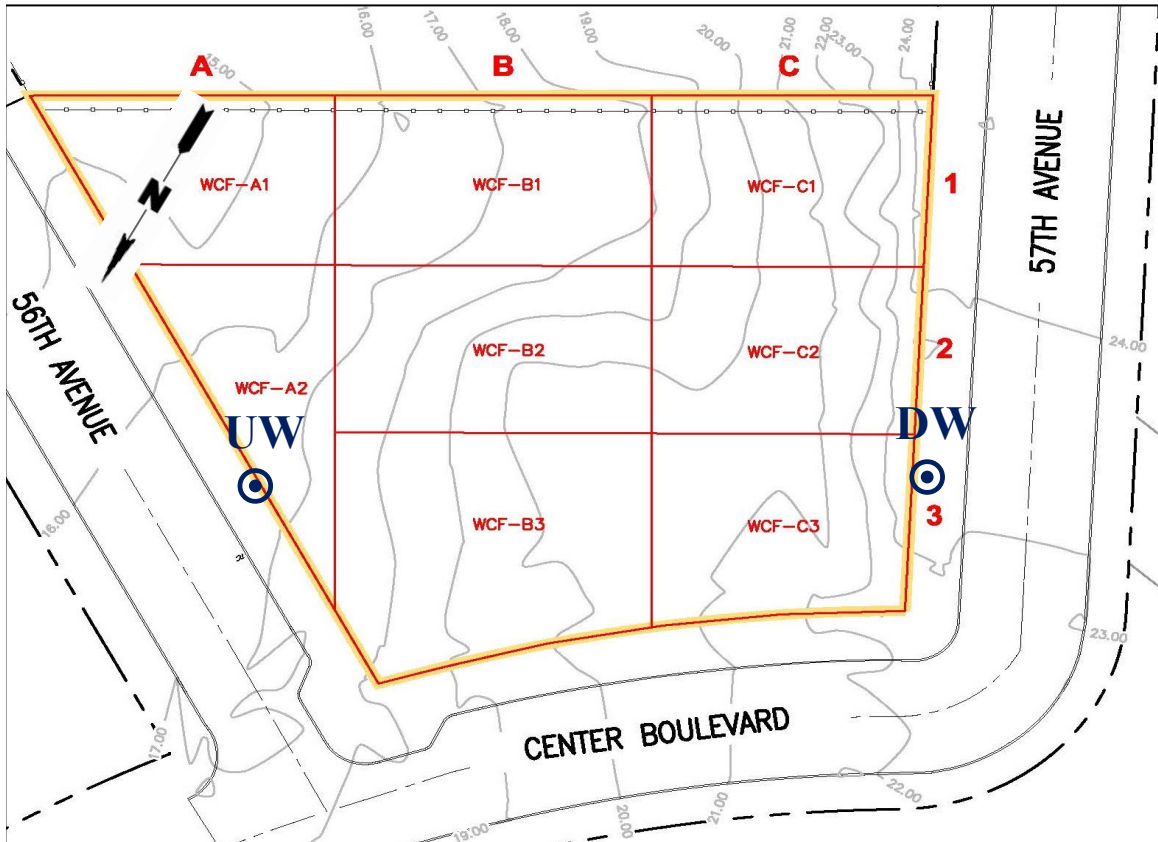 16.00
17.00
18.00
19.00
20.00
21.00
22.00
23.00
24.00
A
B
C
15.00
N
WCF-A1
WCF-B1
WCF-C1
1
57TH AVENUE
56TH AVENUE
WCF-A2
WCF-B2
WCF-C2
2
24.00
UW
DW
16.00
WCF-B3
WCF-C3
3
23.00
17.00
CENTER BOULEVARD
19.00
20.00
21.00
22.00